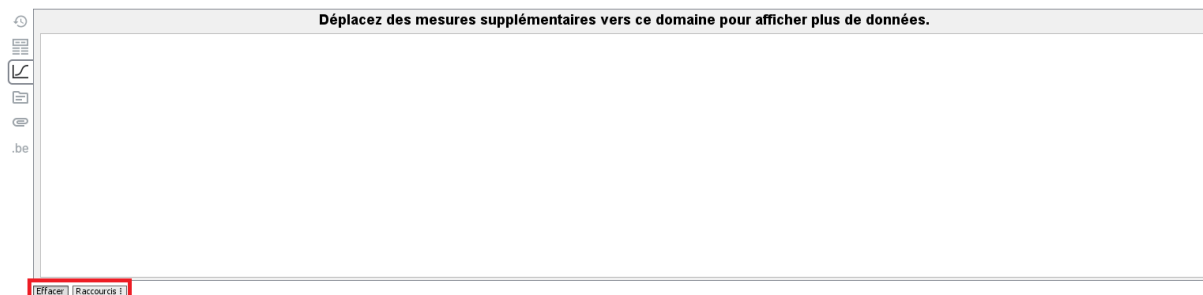 Déplacez des mesures supplémentaires vers ce domaine pour afficher plus de données.
.be
Effacer Raccourcis ⁝